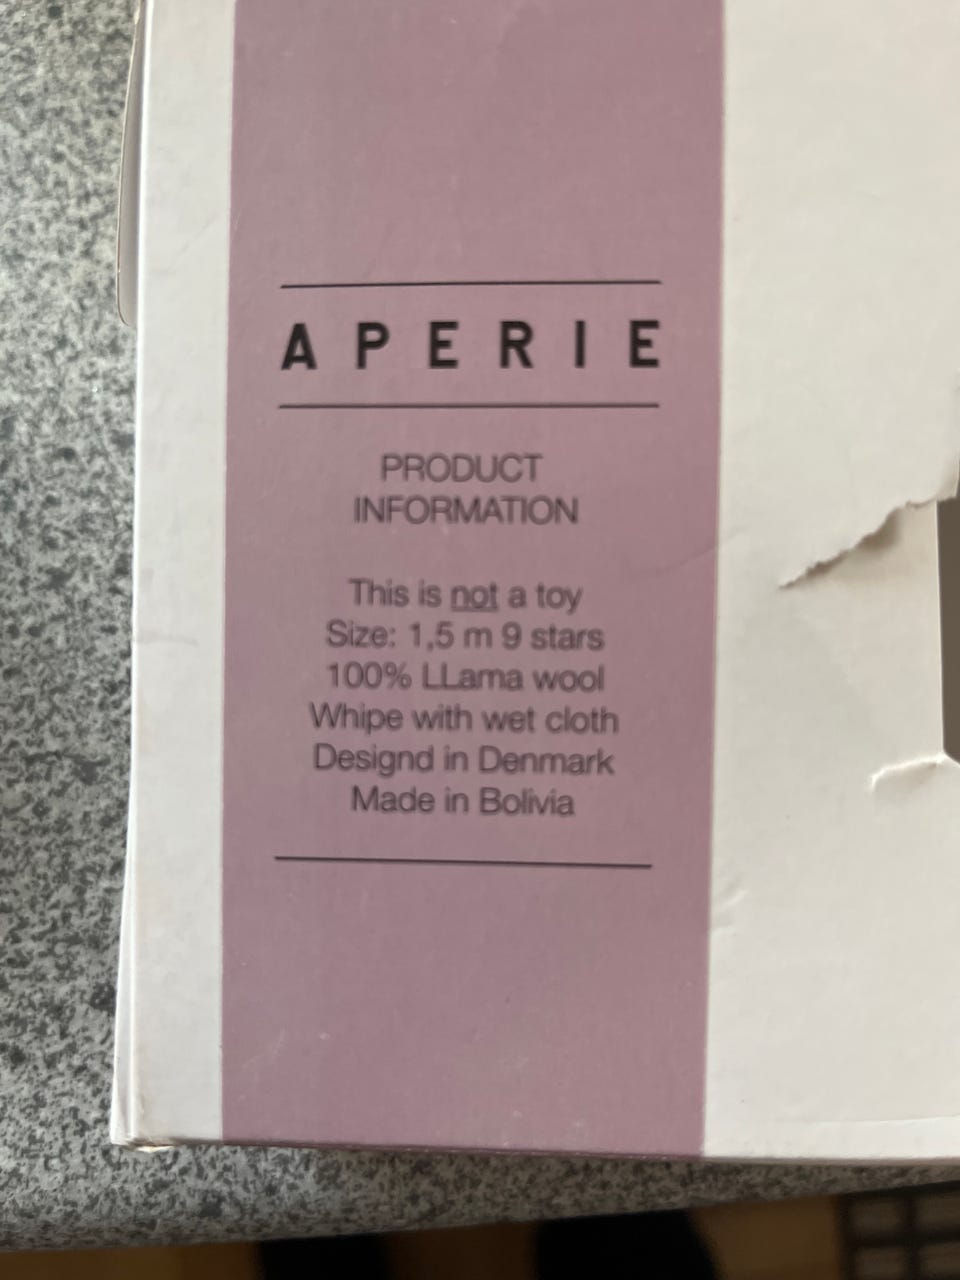 APERIE
PRODUCT
INFORMATION
This is not a toy
Size: 1,5 m 9 stars
100% LLama wool
Whipe with wet cloth
Designd in Denmark
Made in Bolivia